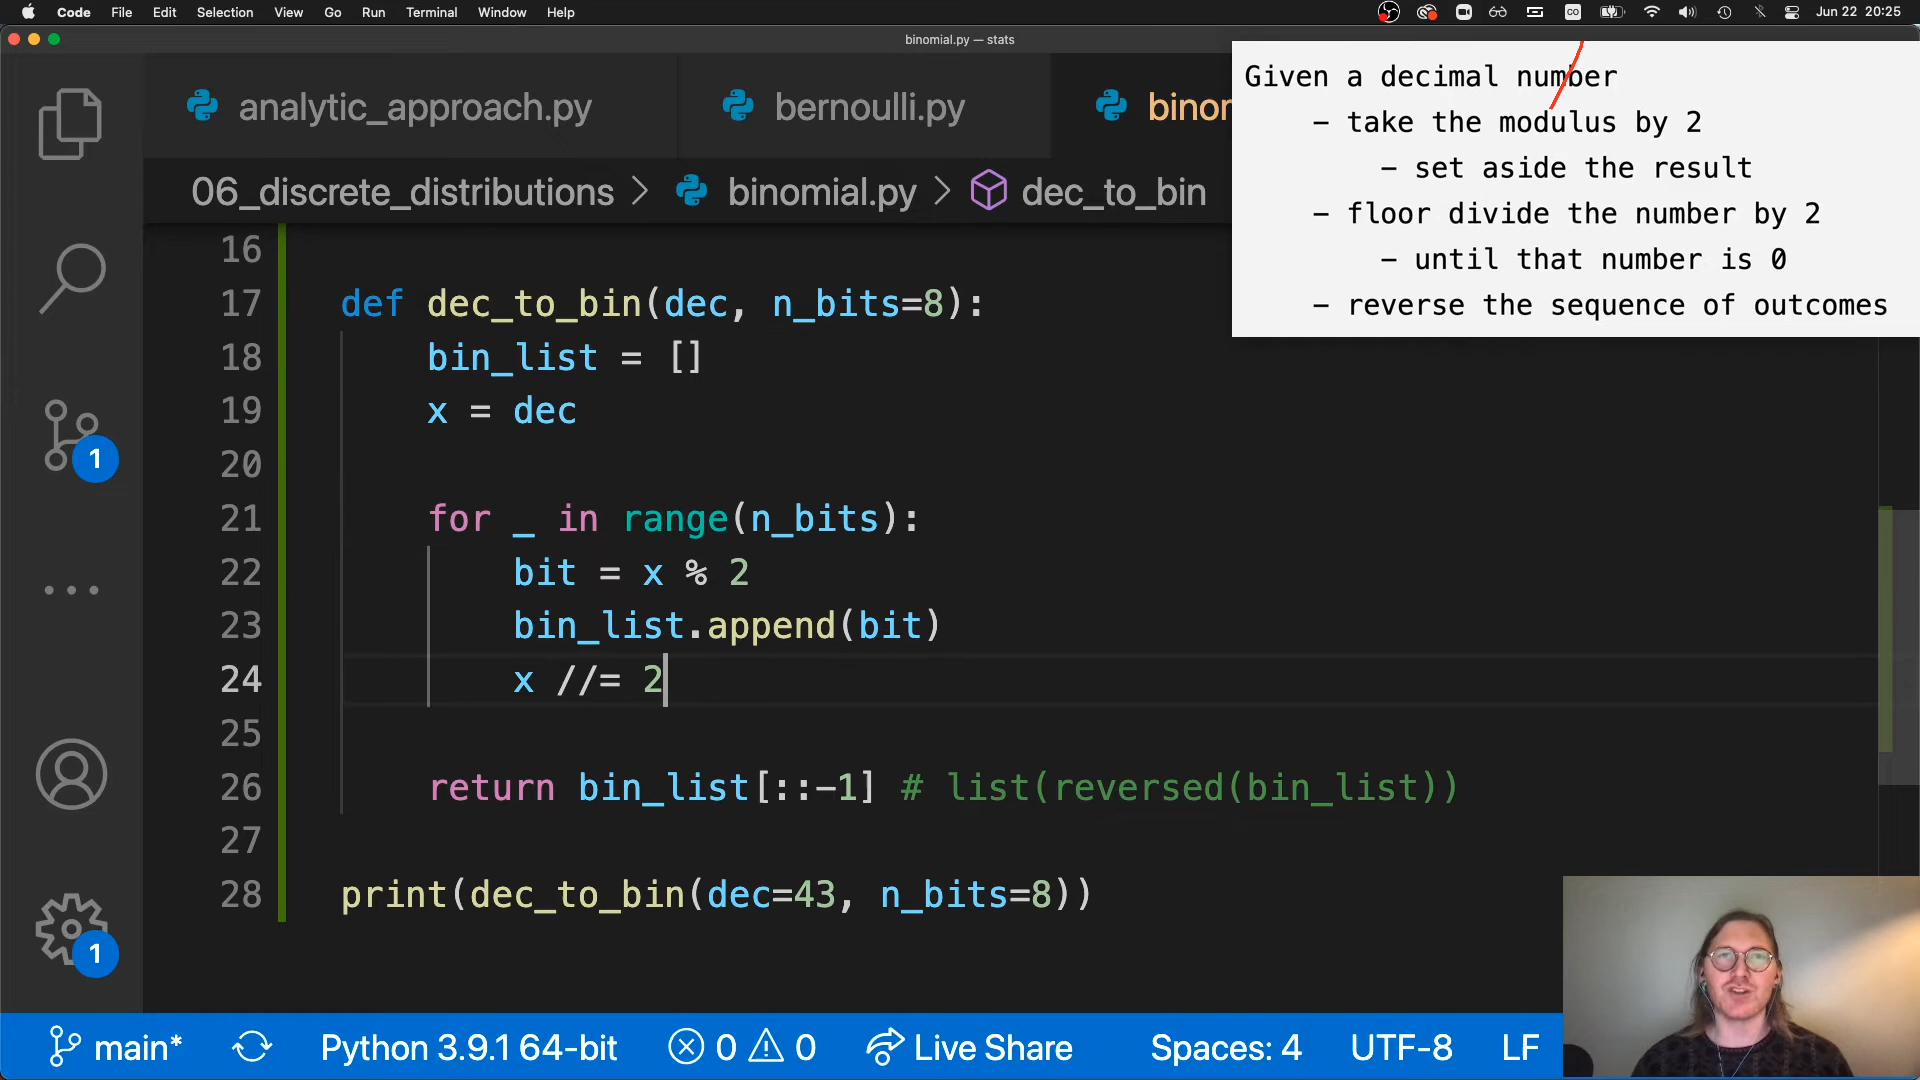 Code File Edit Selection View Go Run Terminal Window Help Jun 22 20:25
binomial.py — stats
analytic_approach.py bernoulli.py
06_discrete_distributions > binomial.py > dec_to_bin
Given a decimal number
- take the modulus by 2
- set aside the result
- floor divide the number by 2
- until that number is 0
- reverse the sequence of outcomes
16
17 def dec_to_bin(dec, n_bits=8):
18 bin_list = []
19 x = dec
20
21 for _ in range(n_bits):
22 bit = x % 2
23 bin_list.append(bit)
24 x //= 2
25
26 return bin_list[::-1] # list(reversed(bin_list))
27
28 print(dec_to_bin(dec=43, n_bits=8))
1
1
main* Python 3.9.1 64-bit 0 0 Live Share Spaces: 4 UTF-8 LF